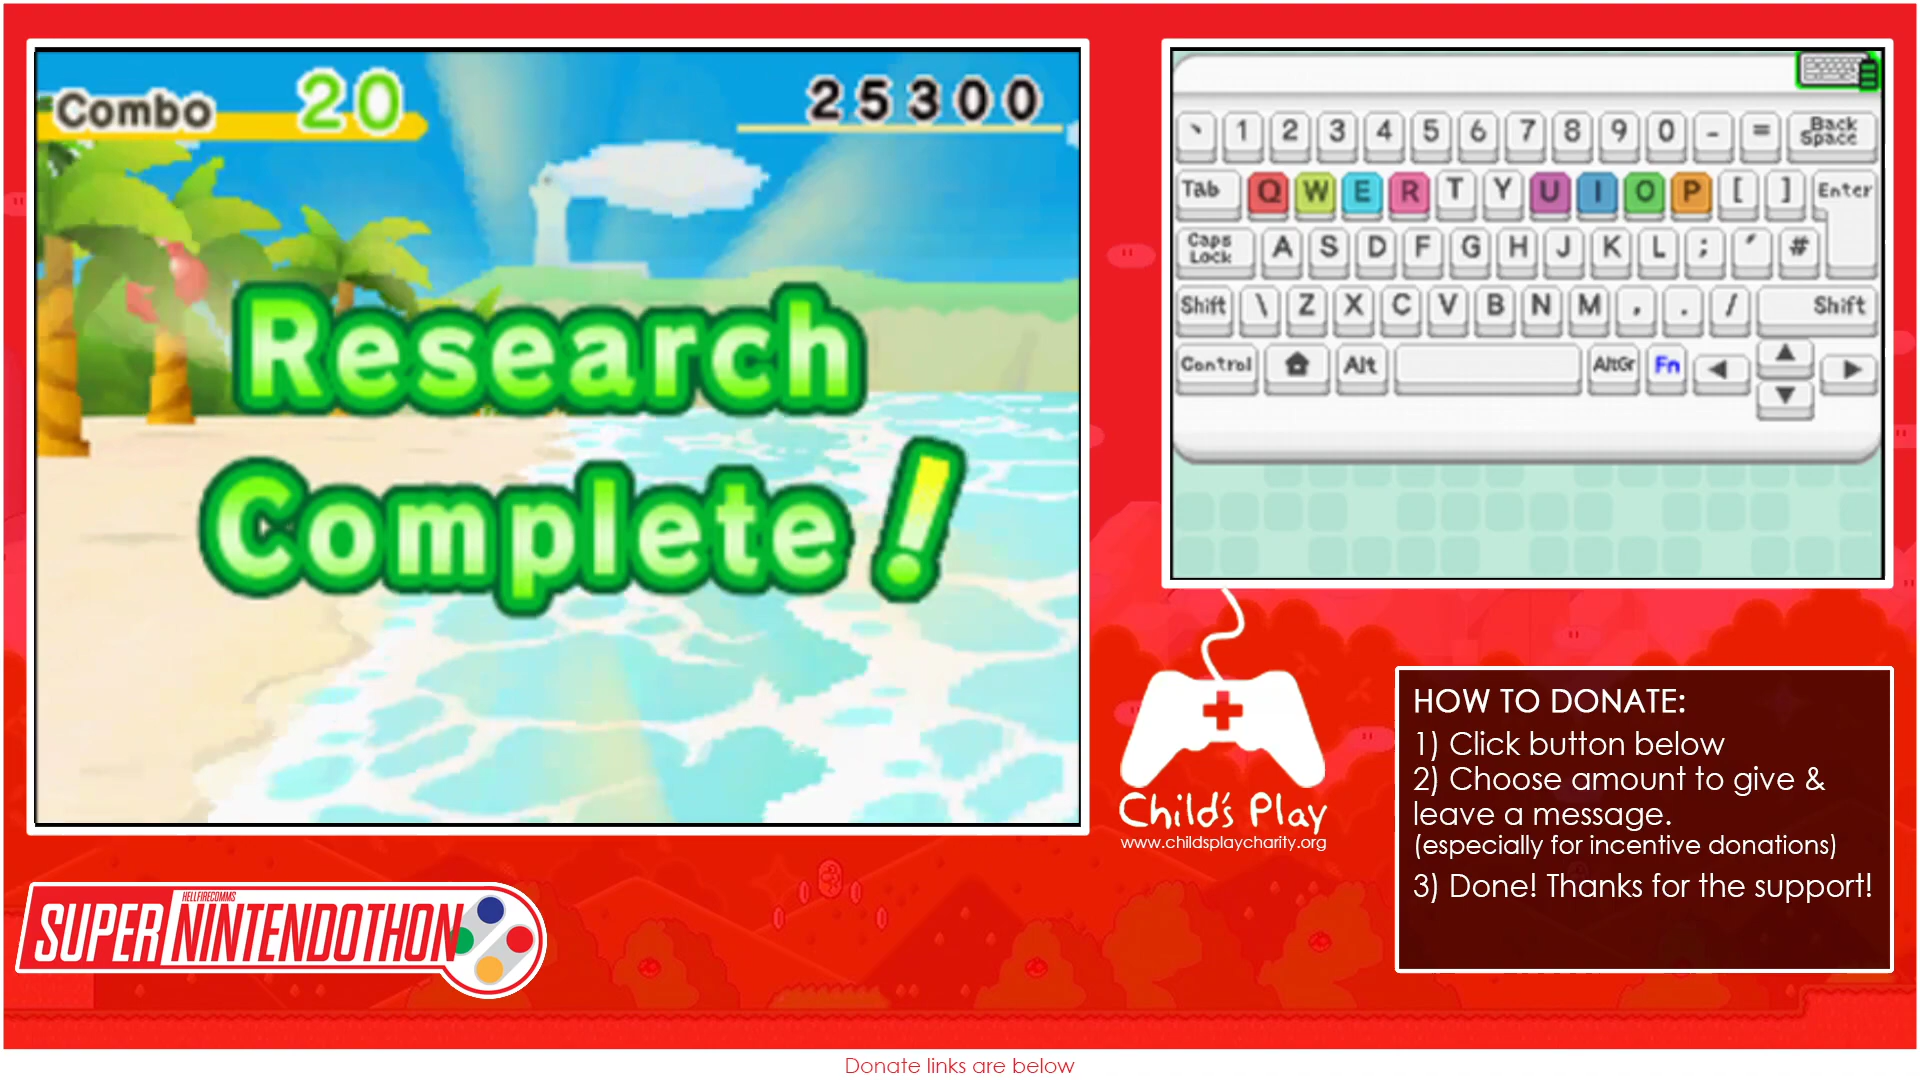 Combo 20
25300
Research
Complete!
` 1 2 3 4 5 6 7 8 9 0 - = Back Space
Tab Q W E R T Y U I O P [ ] Enter
Caps Lock A S D F G H J K L ; ' #
Shift \ Z X C V B N M , . / Shift
Control Alt AltGr Fn
Child's Play
www.childsplaycharity.org
HOW TO DONATE:
1) Click button below
2) Choose amount to give &
leave a message.
(especially for incentive donations)
3) Done! Thanks for the support!
HELLFIRECOMMS
SUPER NINTENDOTHON
Donate links are below